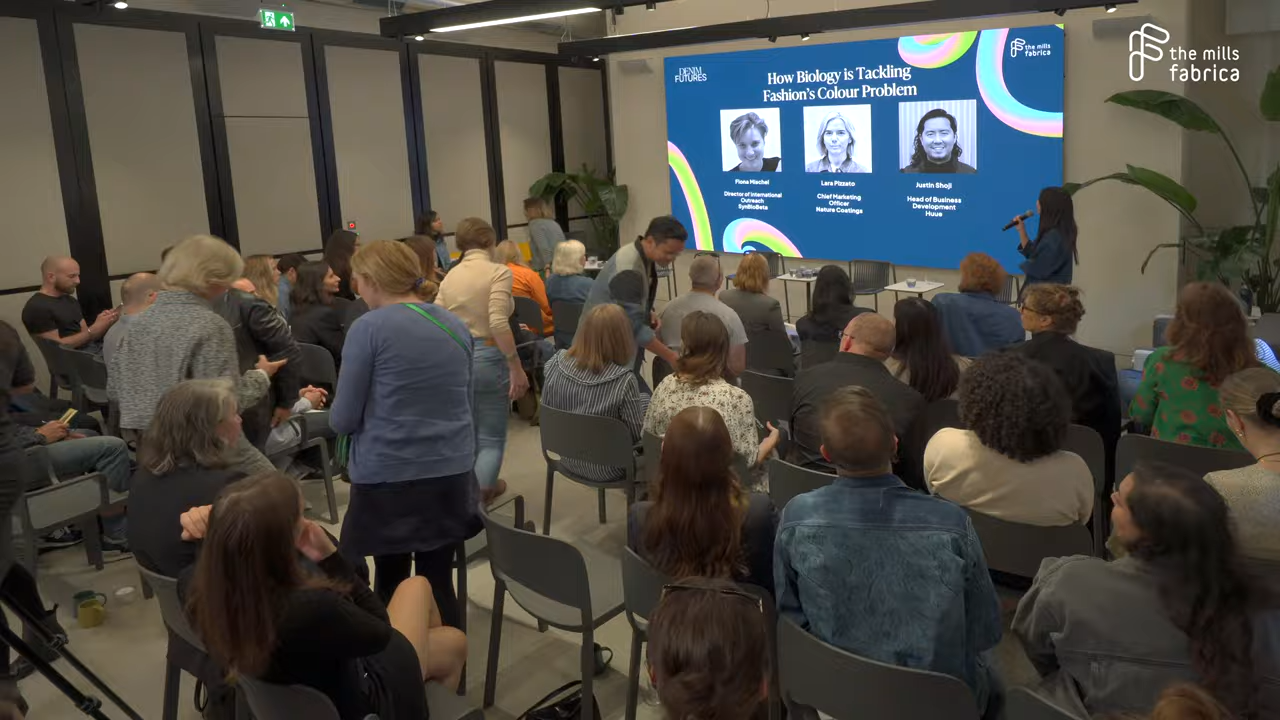 the mills
fabrica
DENIM
FUTURES
the mills
fabrica
How Biology is Tackling
Fashion's Colour Problem
Fiona Mischel
Director of International
Outreach
SynBioBeta
Lara Pizzato
Chief Marketing
Officer
Nature Coatings
Justin Shoji
Head of Business
Development
Huue